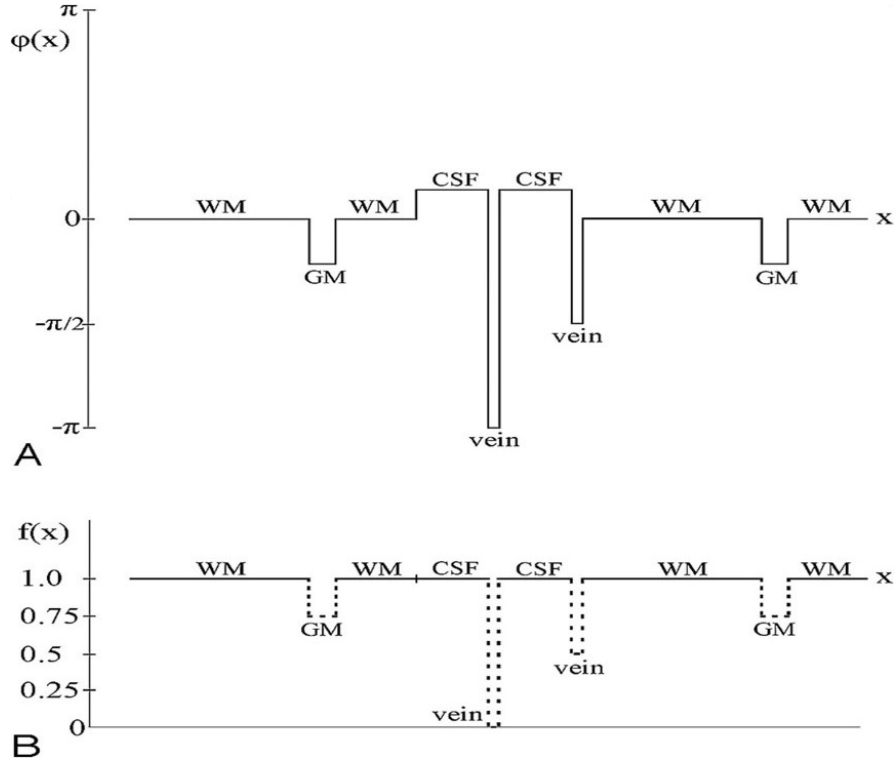 π
φ(x)
CSF CSF
WM WM WM WM
0 x
GM GM
-π/2
vein
-π
vein
A
f(x)
WM WM CSF CSF WM WM
1.0 x
0.75
GM GM
0.5
vein
0.25
vein
0
B